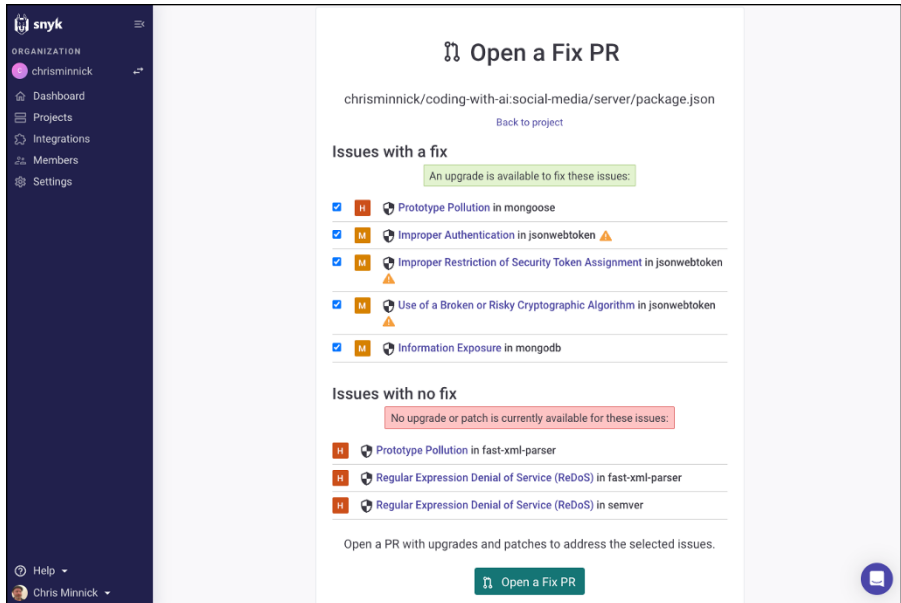 snyk
ORGANIZATION
C chrisminnick
Dashboard
Projects
Integrations
Members
Settings
Help
Chris Minnick
Open a Fix PR
chrisminnick/coding-with-ai:social-media/server/package.json
Back to project
Issues with a fix
An upgrade is available to fix these issues:
H Prototype Pollution in mongoose
M Improper Authentication in jsonwebtoken
M Improper Restriction of Security Token Assignment in jsonwebtoken
M Use of a Broken or Risky Cryptographic Algorithm in jsonwebtoken
M Information Exposure in mongodb
Issues with no fix
No upgrade or patch is currently available for these issues:
H Prototype Pollution in fast-xml-parser
H Regular Expression Denial of Service (ReDoS) in fast-xml-parser
H Regular Expression Denial of Service (ReDoS) in semver
Open a PR with upgrades and patches to address the selected issues.
Open a Fix PR